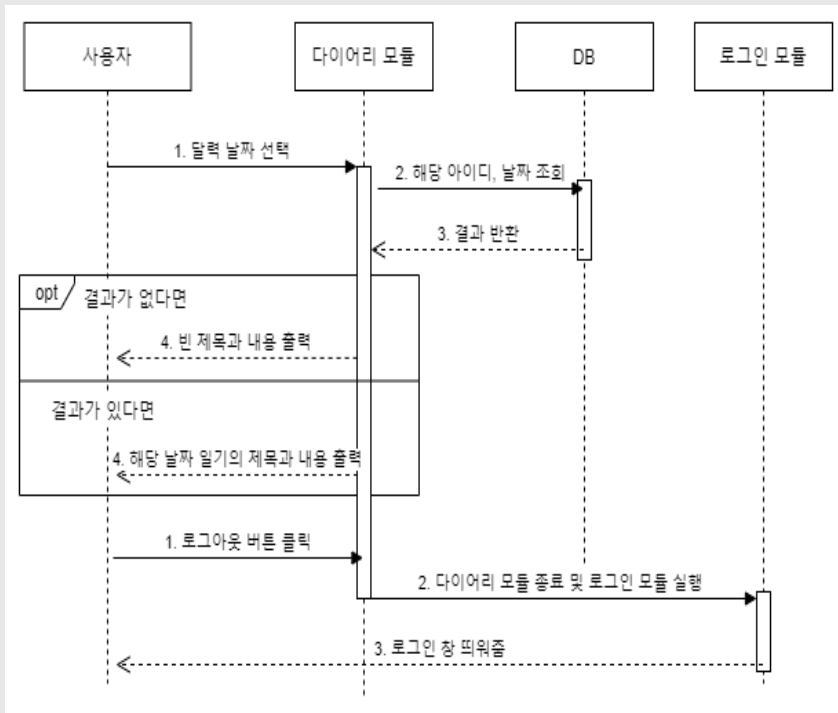 사용자
다이어리 모듈
DB
로그인 모듈
1. 달력 날짜 선택
2. 해당 아이디, 날짜 조회
3. 결과 반환
opt
결과가 없다면
4. 빈 제목과 내용 출력
결과가 있다면
4. 해당 날짜 일기의 제목과 내용 출력
1. 로그아웃 버튼 클릭
2. 다이어리 모듈 종료 및 로그인 모듈 실행
3. 로그인 창 띄워줌